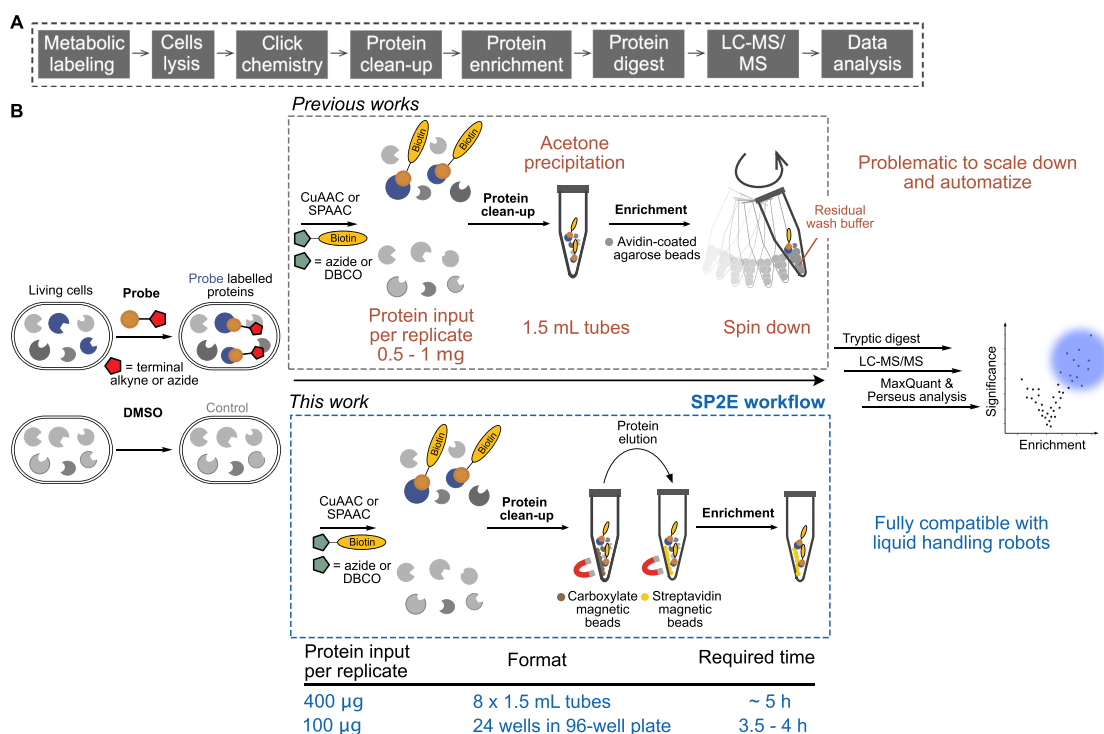 A
Metabolic
labeling
Cells
lysis
Click
chemistry
Protein
clean-up
Protein
enrichment
Protein
digest
LC-MS/
MS
Data
analysis
B
Previous works
Biotin
Biotin
CuAAC or
SPAAC
Biotin
= azide or
DBCO
Protein
clean-up
Acetone
precipitation
Enrichment
Avidin-coated
agarose beads
Residual
wash buffer
Problematic to scale down
and automatize
Protein input
per replicate
0.5 - 1 mg
1.5 mL tubes
Spin down
Living cells
Probe
Probe labelled
proteins
= terminal
alkyne or azide
DMSO
Control
Tryptic digest
LC-MS/MS
MaxQuant &
Perseus analysis
Significance
Enrichment
This work
SP2E workflow
Biotin
Biotin
CuAAC or
SPAAC
Biotin
= azide or
DBCO
Protein
clean-up
Protein
elution
Enrichment
Carboxylate
magnetic
beads
Streptavidin
magnetic
beads
Fully compatible with
liquid handling robots
Protein input
per replicate
Format
Required time
400 µg
8 x 1.5 mL tubes
~ 5 h
100 µg
24 wells in 96-well plate
3.5 - 4 h